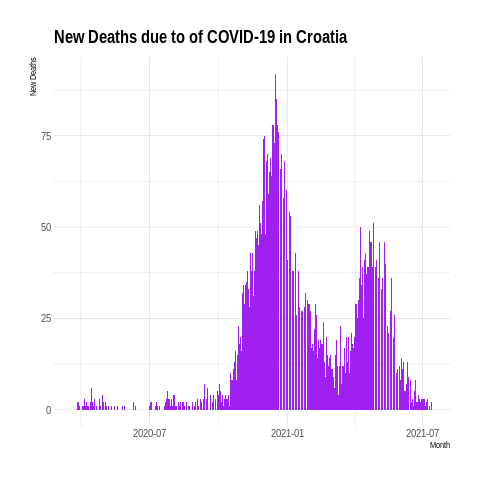 New Deaths due to of COVID-19 in Croatia
New Deaths
75
50
25
0
2020-07
2021-01
2021-07
Month